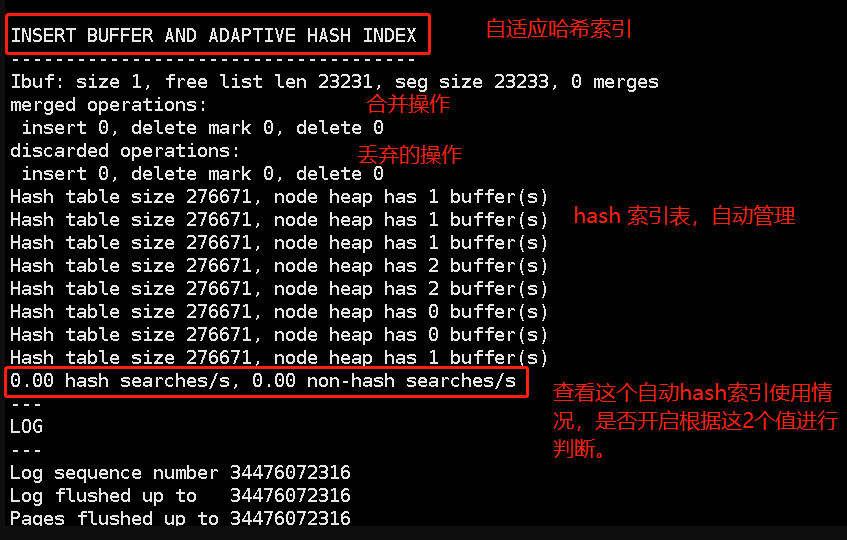 INSERT BUFFER AND ADAPTIVE HASH INDEX
自适应哈希索引
-------------------------------------
Ibuf: size 1, free list len 23231, seg size 23233, 0 merges
merged operations:
合并操作
insert 0, delete mark 0, delete 0
discarded operations:
丢弃的操作
insert 0, delete mark 0, delete 0
Hash table size 276671, node heap has 1 buffer(s)
Hash table size 276671, node heap has 1 buffer(s)
hash 索引表，自动管理
Hash table size 276671, node heap has 1 buffer(s)
Hash table size 276671, node heap has 2 buffer(s)
Hash table size 276671, node heap has 2 buffer(s)
Hash table size 276671, node heap has 0 buffer(s)
Hash table size 276671, node heap has 0 buffer(s)
Hash table size 276671, node heap has 1 buffer(s)
0.00 hash searches/s, 0.00 non-hash searches/s
查看这个自动hash索引使用情
况，是否开启根据这2个值进行
判断。
---
LOG
---
Log sequence number 34476072316
Log flushed up to   34476072316
Pages flushed up to 34476072316